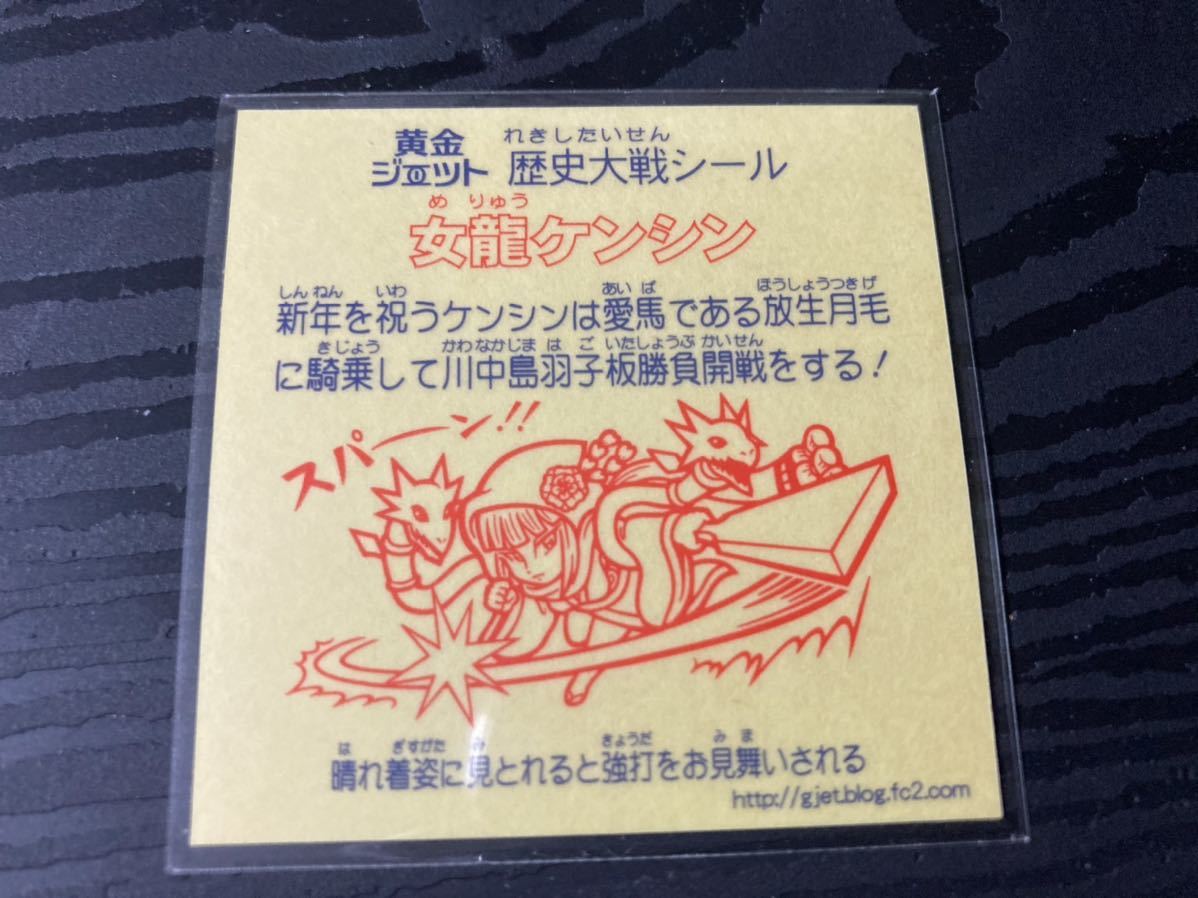 れきしたいせん
黄金ジェット 歴史大戦シール
めりゅう
女龍ケンシン
しんねん いわ あいば ほうしょうつきげ
新年を祝うケンシンは愛馬である放生月毛
きじょう かわなかじま はごいたしょうぶかいせん
に騎乗して川中島羽子板勝負開戦をする!
スパーン!!
は ぎすがた み きょうだ みま
晴れ着姿に見とれると強打をお見舞いされる
http://gjet.blog.fc2.com